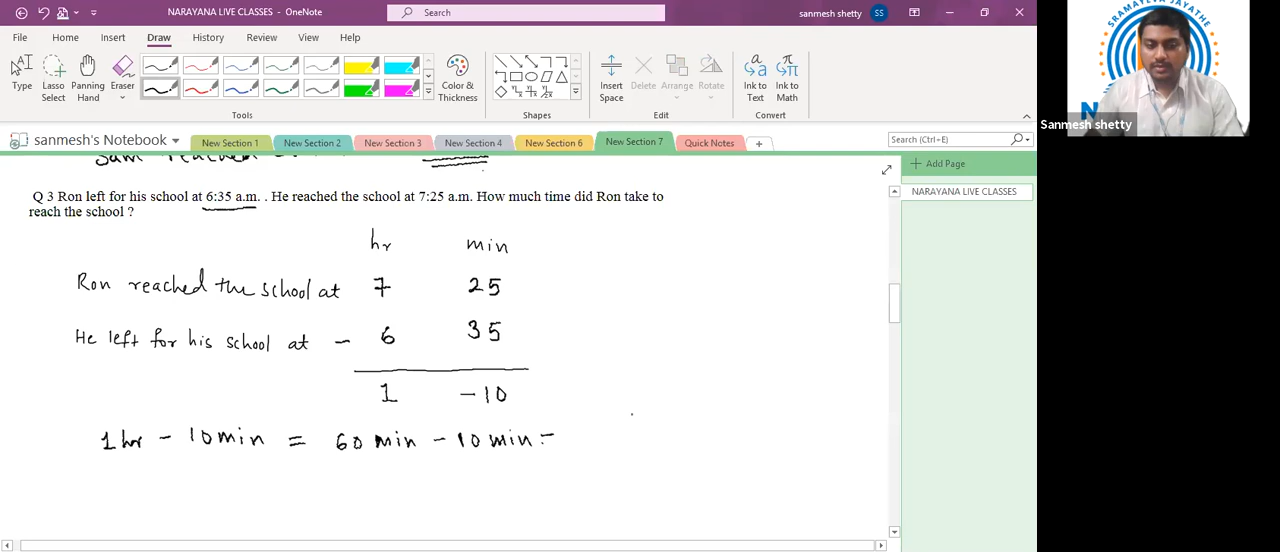 NARAYANA LIVE CLASSES - OneNote
Search
sanmesh shetty SS
File Home Insert Draw History Review View Help
Type
Lasso Select
Panning Hand
Eraser
Color & Thickness
Insert Space
Delete
Arrange
Rotate
Ink to Text
Ink to Math
Tools
Shapes
Edit
Convert
Sanmesh shetty
sanmesh's Notebook New Section 1 New Section 2 New Section 3 New Section 4 New Section 6 New Section 7 Quick Notes +
Search (Ctrl+E)
Add Page
NARAYANA LIVE CLASSES
Sam reached
Q 3 Ron left for his school at 6:35 a.m. . He reached the school at 7:25 a.m. How much time did Ron take to
reach the school ?
hr min
Ron reached the school at 7 25
He left for his school at - 6 35
1 -10
1 hr - 10 min = 60 min - 10 min =